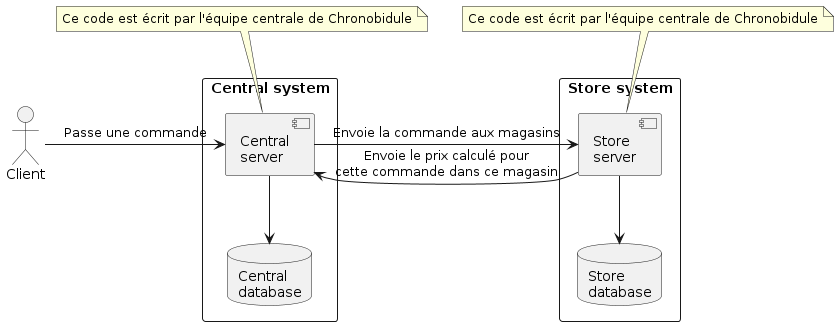 Ce code est écrit par l'équipe centrale de Chronobidule
Ce code est écrit par l'équipe centrale de Chronobidule
Central system
Store system
Client
Passe une commande
Central
server
Envoie la commande aux magasins
Envoie le prix calculé pour
cette commande dans ce magasin
Store
server
Central
database
Store
database